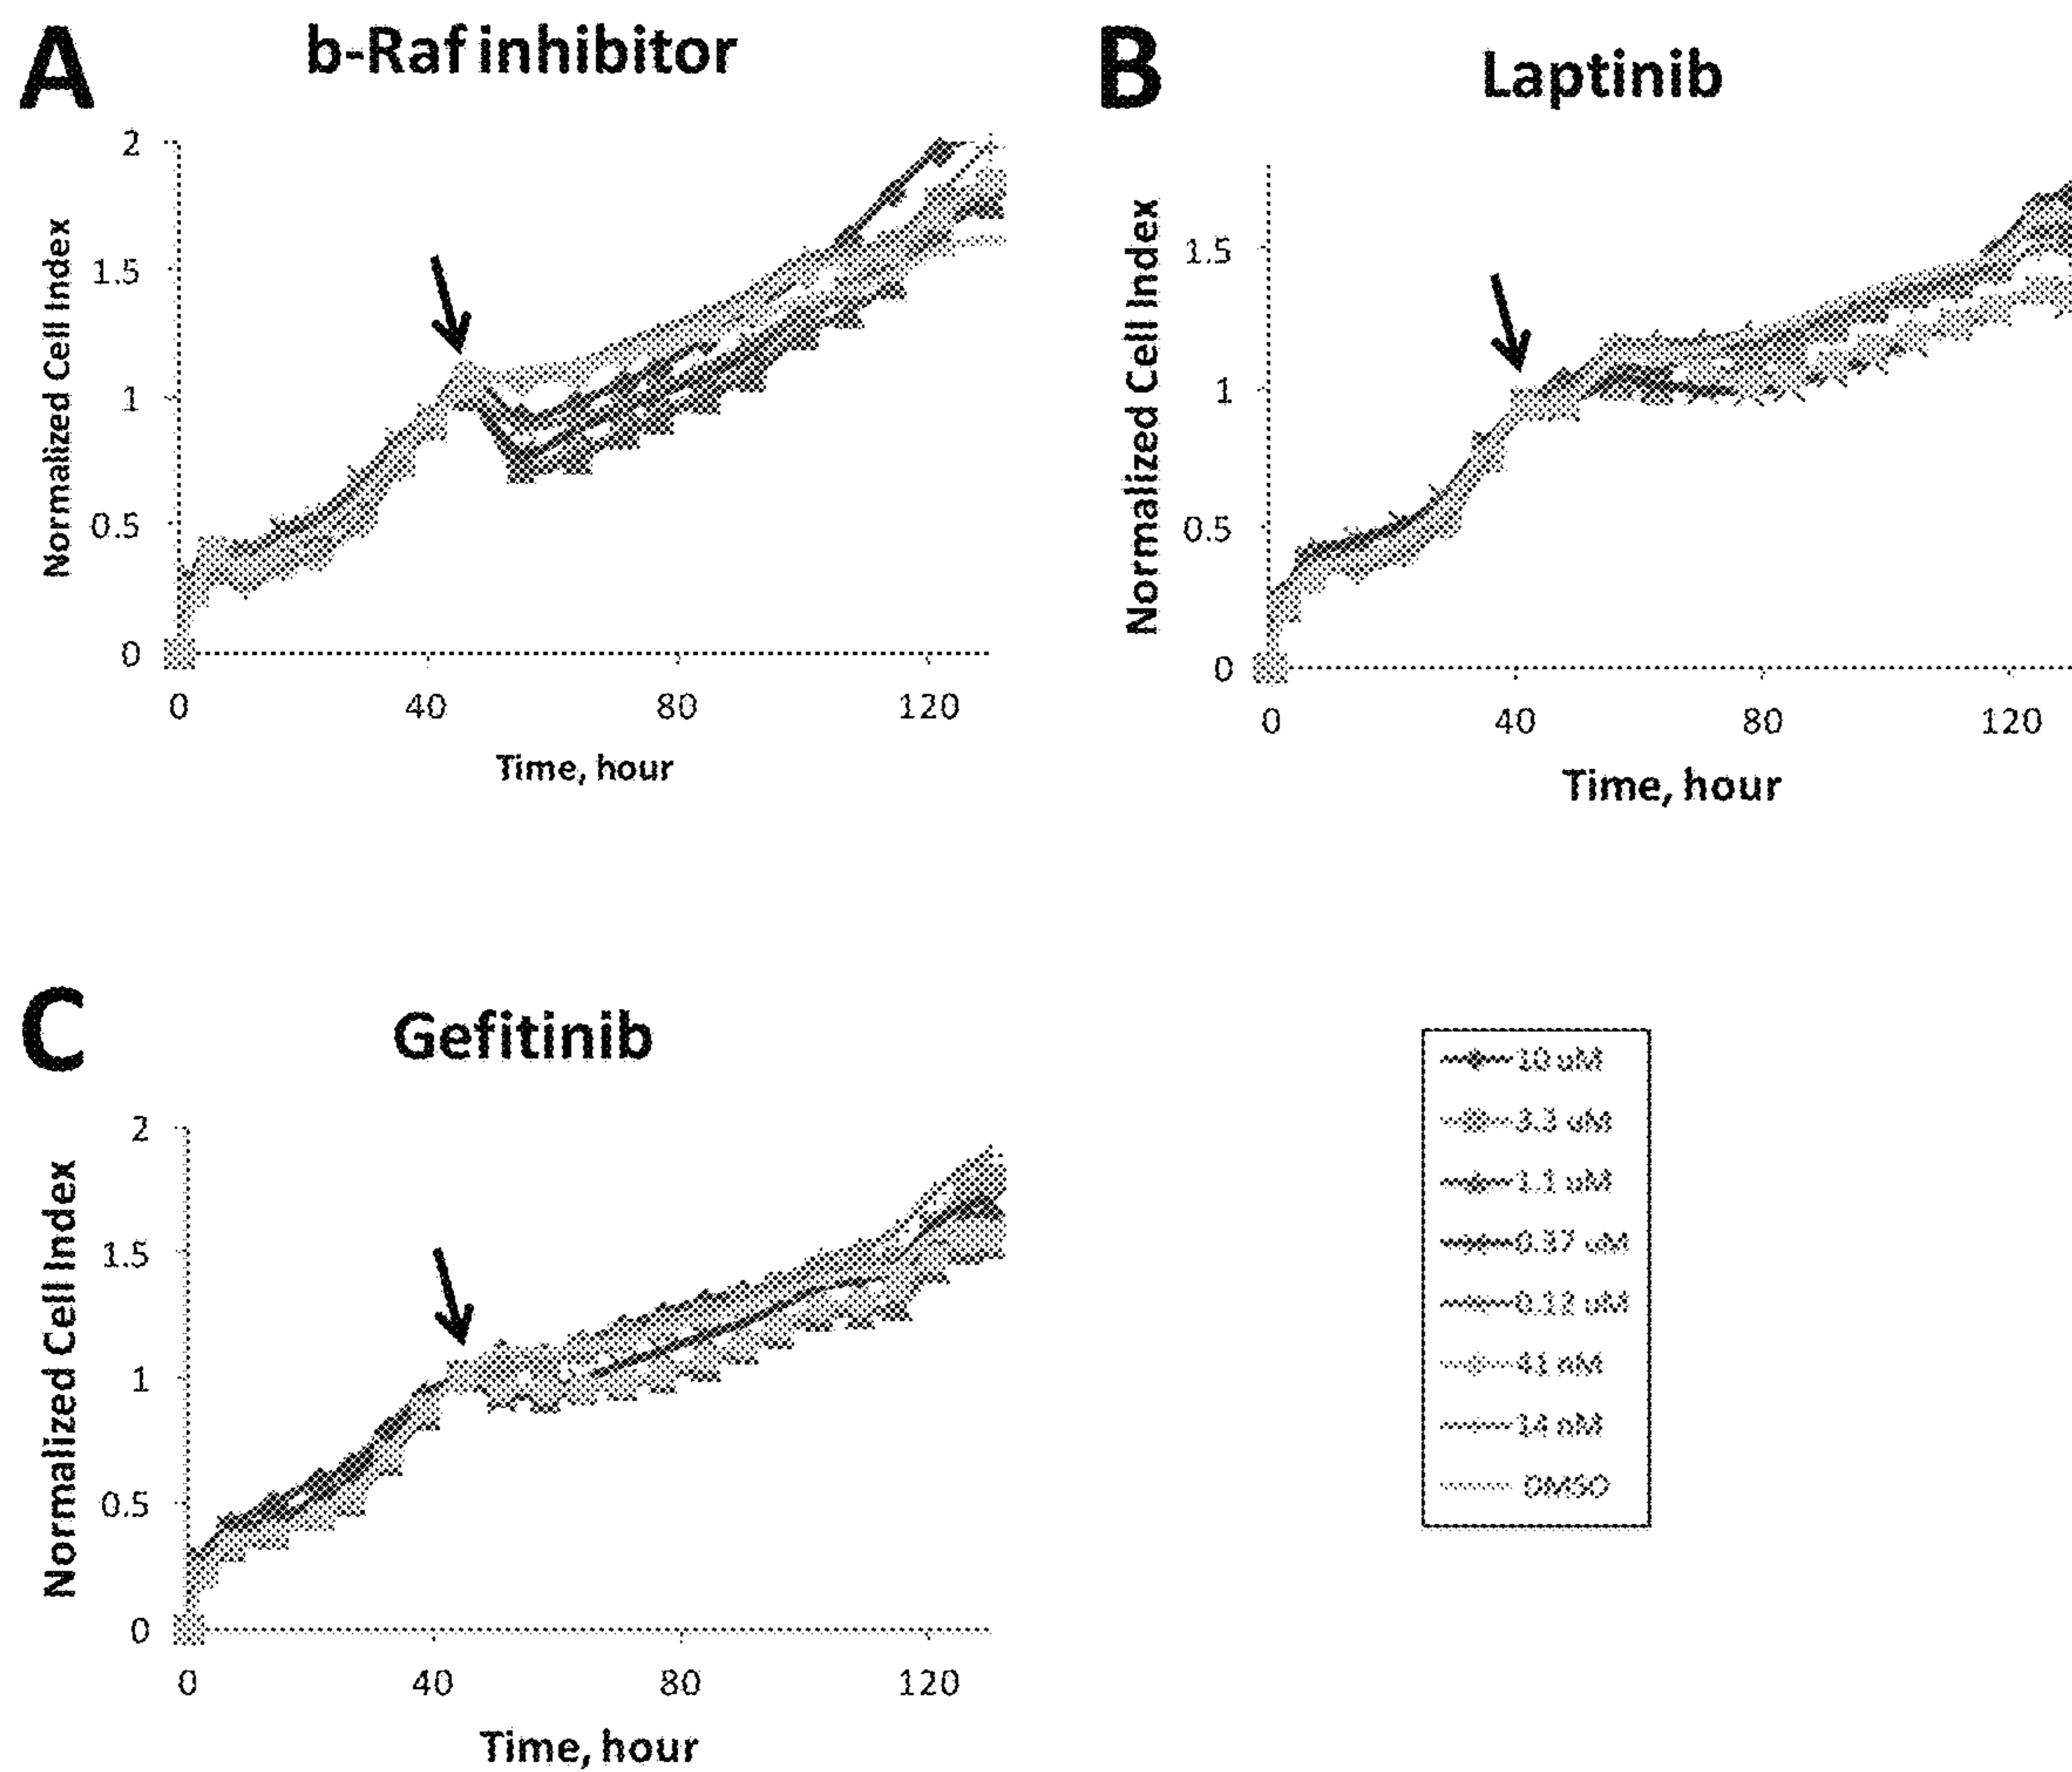 A
b-Raf inhibitor
Normalized Cell Index
2
1.5
1
0.5
0
0 40 80 120
Time, hour
B
Laptinib
Normalized Cell Index
1.5
1
0.5
0
0 40 80 120
Time, hour
C
Gefitinib
Normalized Cell Index
2
1.5
1
0.5
0
0 40 80 120
Time, hour
10 uM
3.3 uM
1.1 uM
0.37 uM
0.12 uM
41 nM
14 nM
DMSO